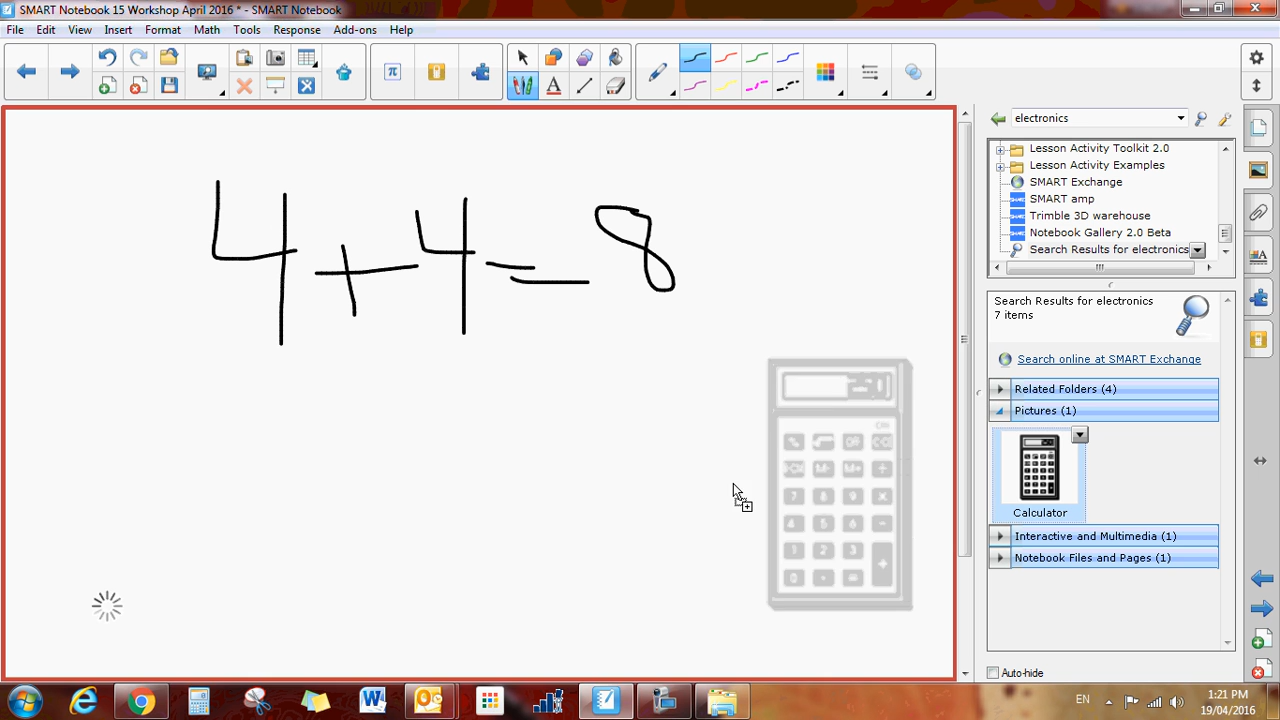 SMART Notebook 15 Workshop April 2016 * - SMART Notebook
File Edit View Insert Format Math Tools Response Add-ons Help
electronics
Lesson Activity Toolkit 2.0
Lesson Activity Examples
SMART Exchange
SMART amp
Trimble 3D warehouse
Notebook Gallery 2.0 Beta
Search Results for electronics
4 + 4 = 8
Search Results for electronics
7 items
Search online at SMART Exchange
Related Folders (4)
Pictures (1)
Calculator
Interactive and Multimedia (1)
Notebook Files and Pages (1)
Auto-hide
EN
1:21 PM
19/04/2016